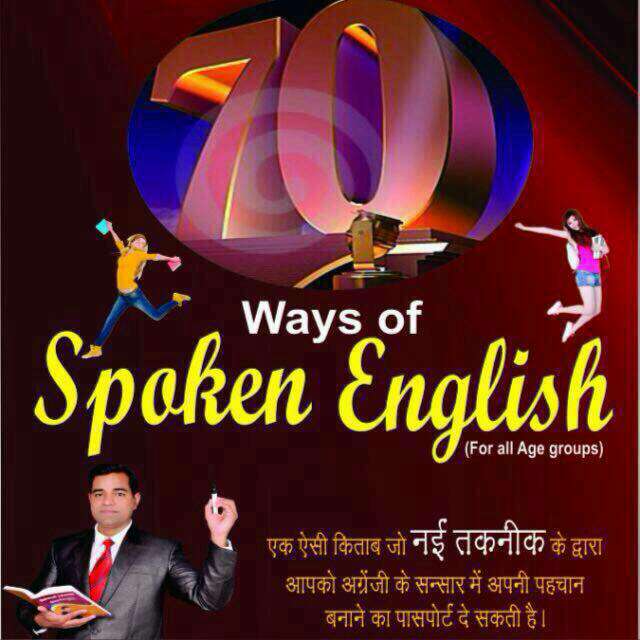 70
Ways of
Spoken English
(For all Age groups)
एक ऐसी किताब जो नई तकनीक के द्वारा
आपको अग्रेंजी के सन्सार में अपनी पहचान
बनाने का पासपोर्ट दे सकती है।